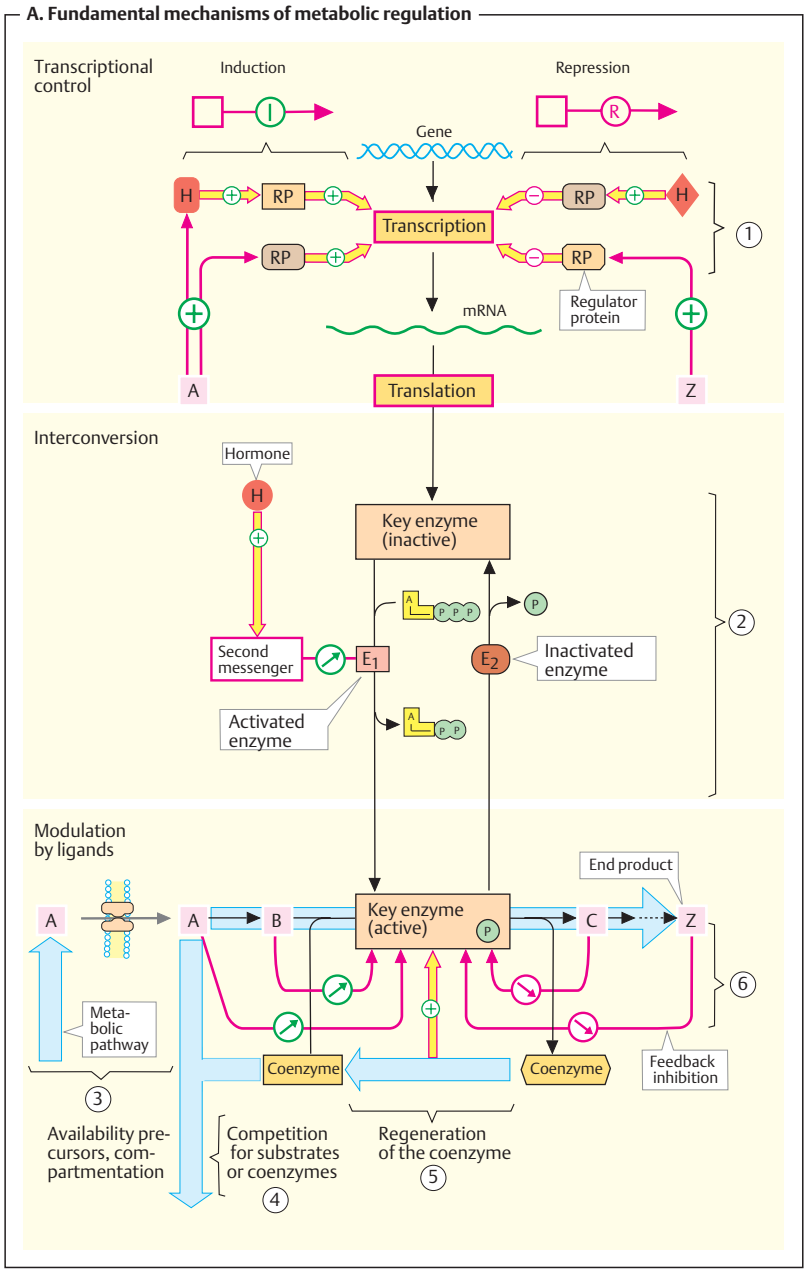 A. Fundamental mechanisms of metabolic regulation
Transcriptional
control
Induction
Repression
I
R
Gene
H
+
RP
+
−
RP
+
H
Transcription
1
RP
+
−
RP
Regulator
protein
mRNA
+
+
A
Translation
Z
Interconversion
Hormone
H
+
Key enzyme
(inactive)
A
P P P
P
2
Second
messenger
E1
E2
Inactivated
enzyme
Activated
enzyme
A
P P
Modulation
by ligands
End product
A
A
B
Key enzyme
(active)
P
C
Z
6
+
Meta-
bolic
pathway
Coenzyme
Coenzyme
Feedback
inhibition
3
Availability pre-
cursors, com-
partmentation
Competition
for substrates
or coenzymes
4
Regeneration
of the coenzyme
5